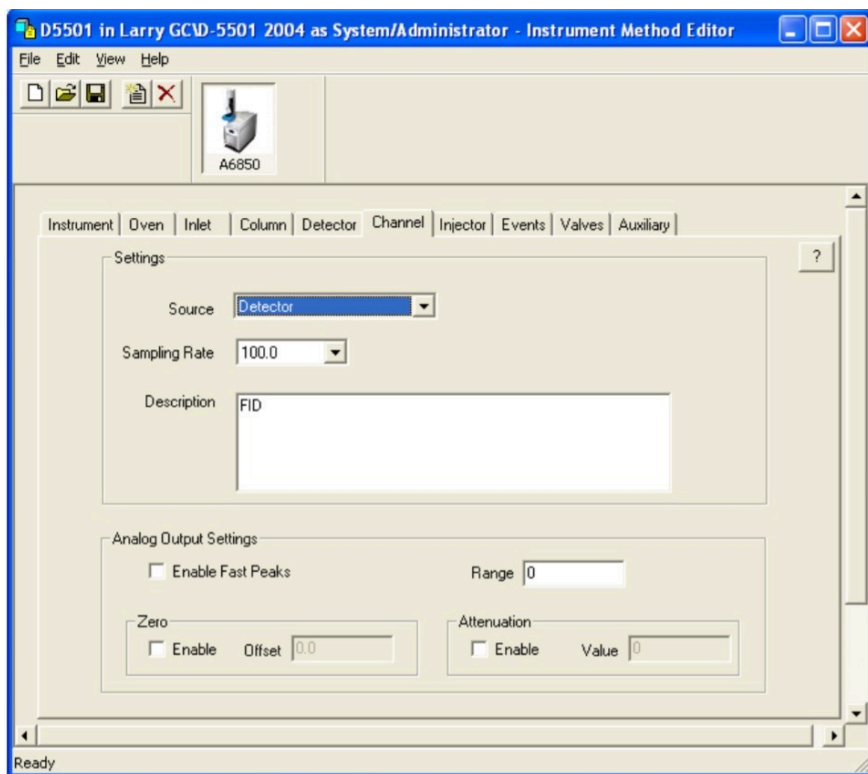 D5501 in Larry GC\D-5501 2004 as System/Administrator - Instrument Method Editor
File Edit View Help
A6850
Instrument Oven Inlet Column Detector Channel Injector Events Valves Auxiliary
?
Settings
Source Detector
Sampling Rate 100.0
Description FID
Analog Output Settings
Enable Fast Peaks Range 0
Zero Attenuation
Enable Offset 0.0 Enable Value 0
Ready